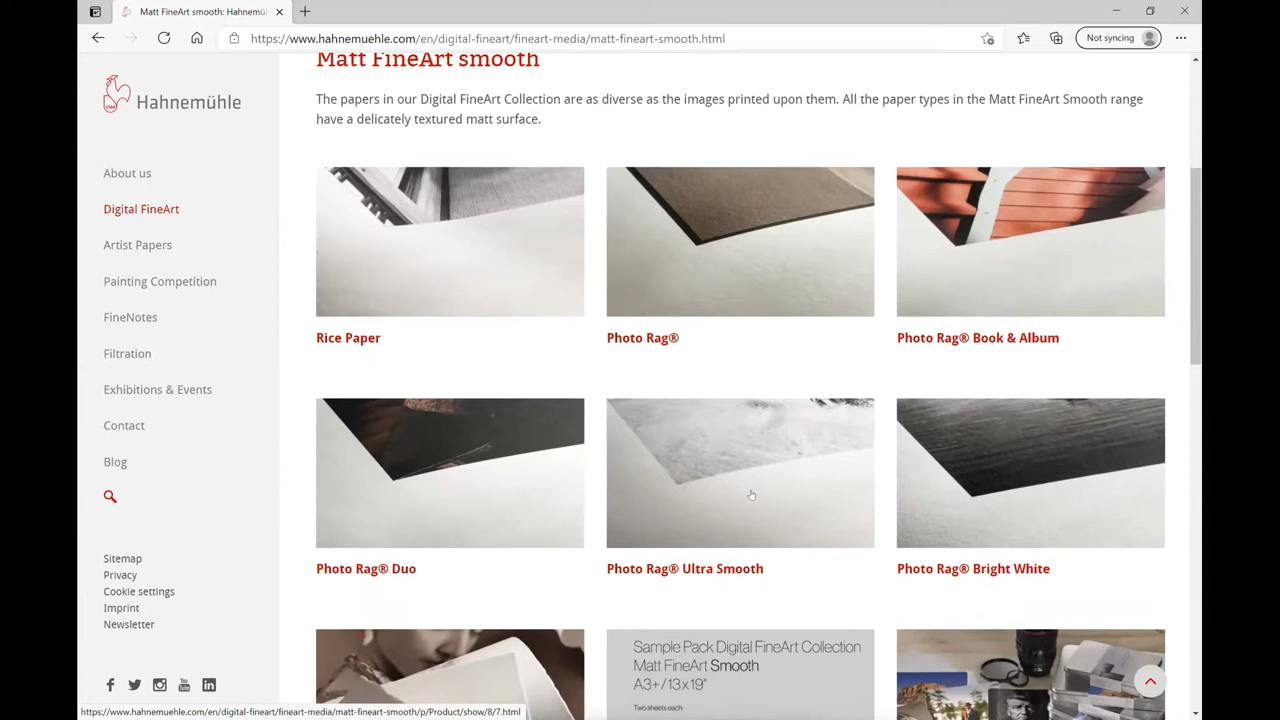 Matt FineArt smooth: Hahnemüh
https://www.hahnemuehle.com/en/digital-fineart/fineart-media/matt-fineart-smooth.html
Not syncing
Hahnemühle
About us
Digital FineArt
Artist Papers
Painting Competition
FineNotes
Filtration
Exhibitions & Events
Contact
Blog
Sitemap
Privacy
Cookie settings
Imprint
Newsletter
Matt FineArt smooth
The papers in our Digital FineArt Collection are as diverse as the images printed upon them. All the paper types in the Matt FineArt Smooth range
have a delicately textured matt surface.
Rice Paper
Photo Rag®
Photo Rag® Book & Album
Photo Rag® Duo
Photo Rag® Ultra Smooth
Photo Rag® Bright White
Sample Pack Digital FineArt Collection
Matt FineArt Smooth
A3+ / 13 x 19"
Two sheets each
https://www.hahnemuehle.com/en/digital-fineart/fineart-media/matt-fineart-smooth/p/Product/show/8/7.html